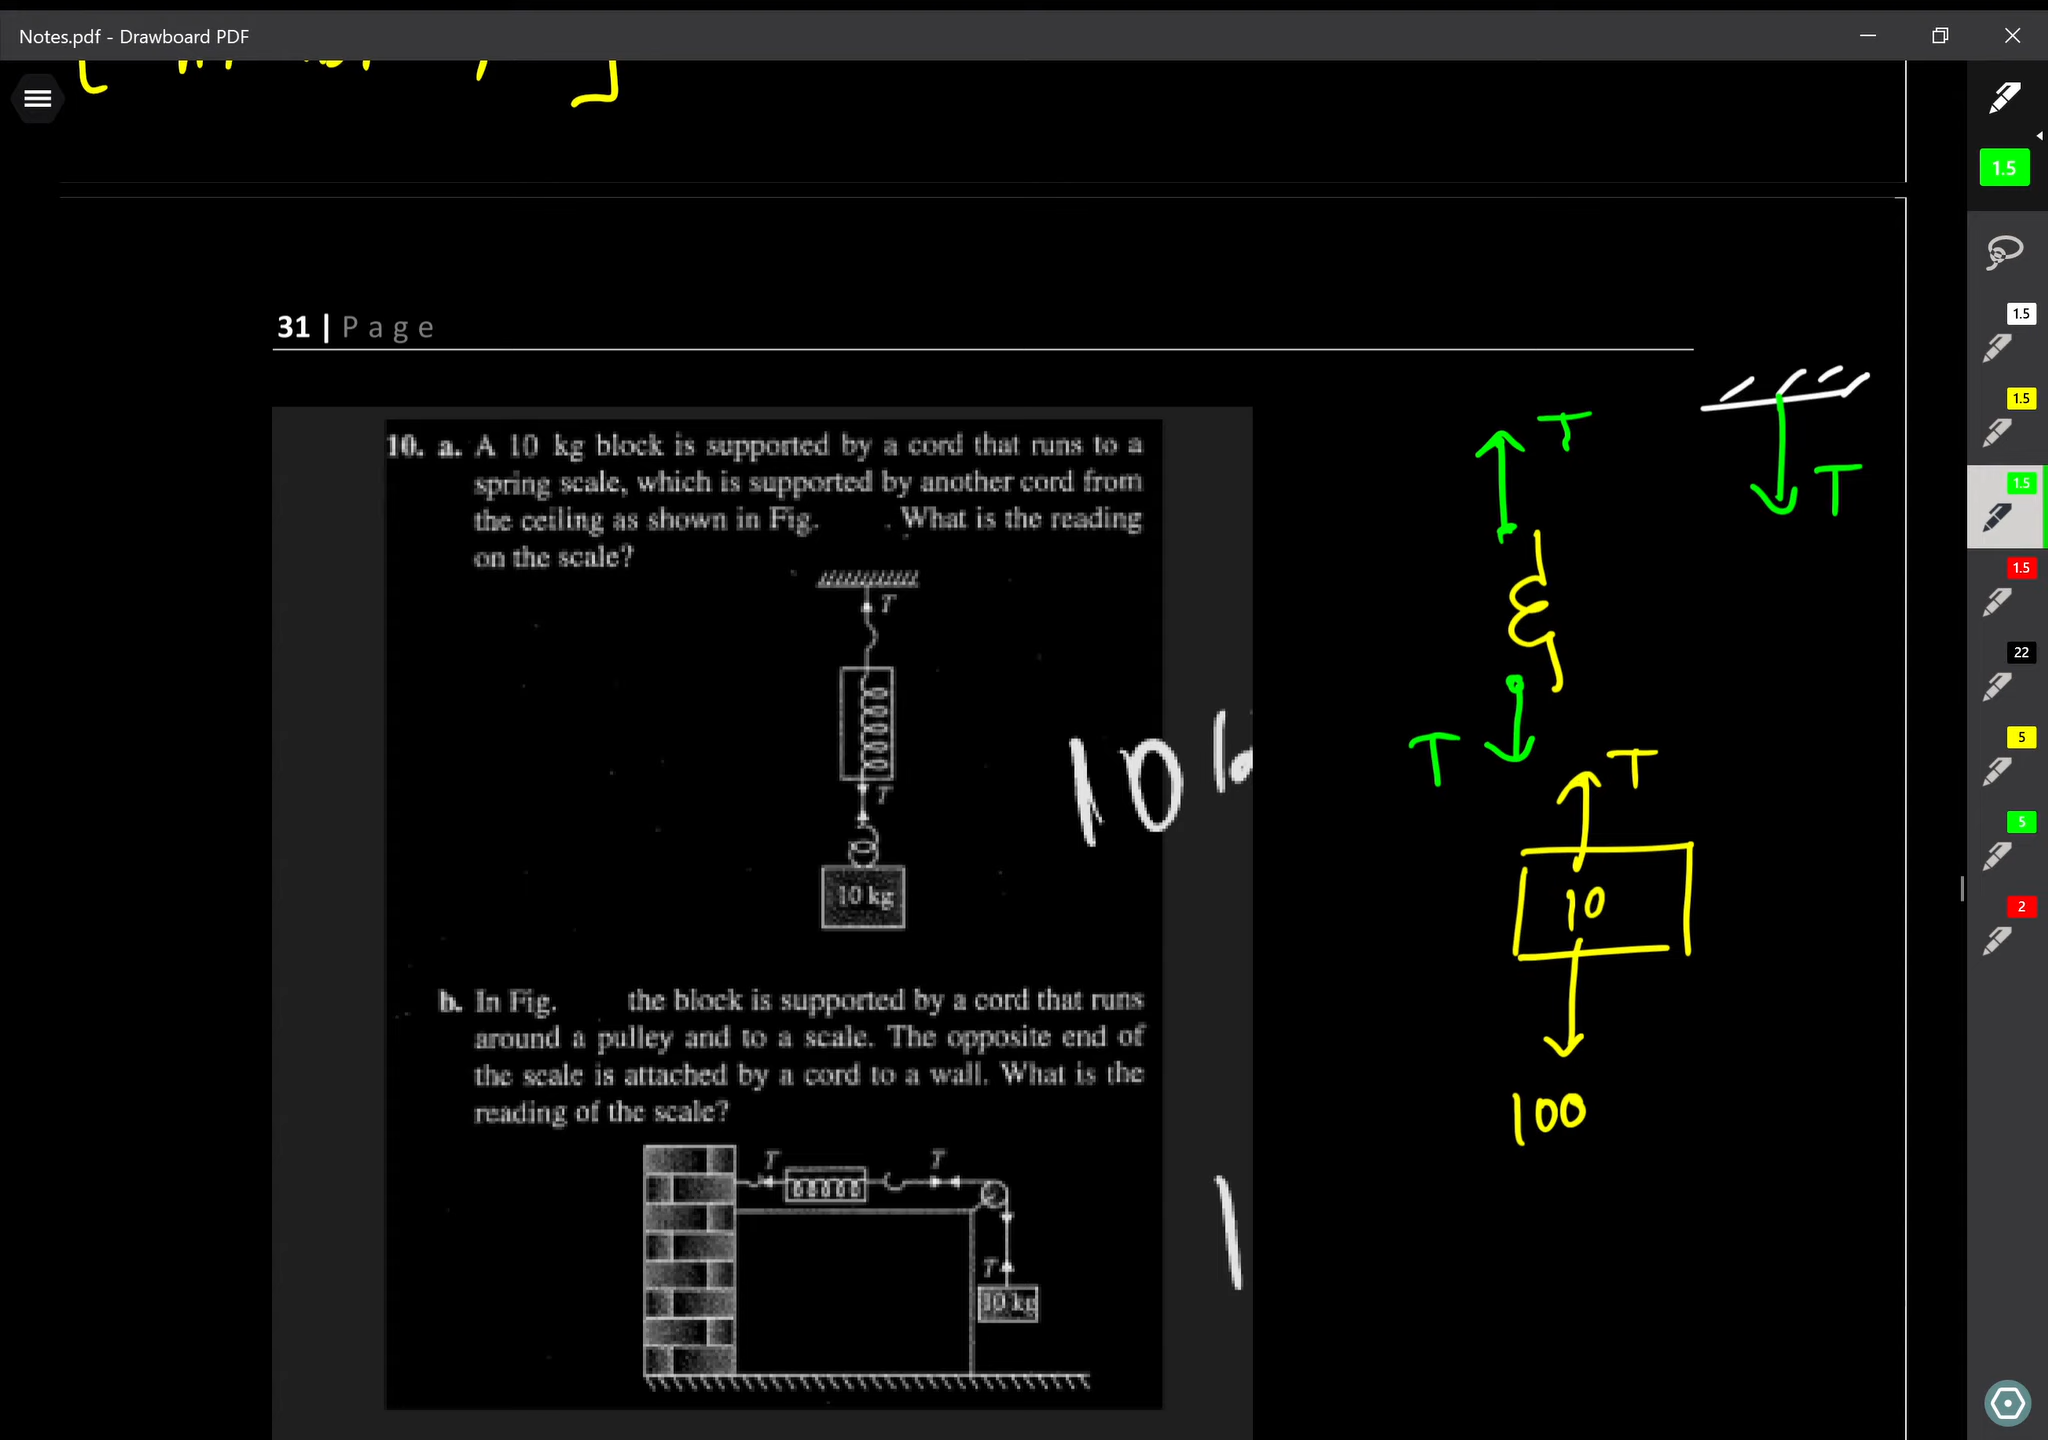 Notes.pdf - Drawboard PDF
1.5
31 | Page
1.5
1.5
1.5
1.5
22
5
5
2
10. a. A 10 kg block is supported by a cord that runs to a
spring scale, which is supported by another cord from
the ceiling as shown in Fig. . What is the reading
on the scale?
T
T
10 kg
b. In Fig. the block is supported by a cord that runs
around a pulley and to a scale. The opposite end of
the scale is attached by a cord to a wall. What is the
reading of the scale?
T
T
T
10 kg
10
1
T
T
T
T
10
100